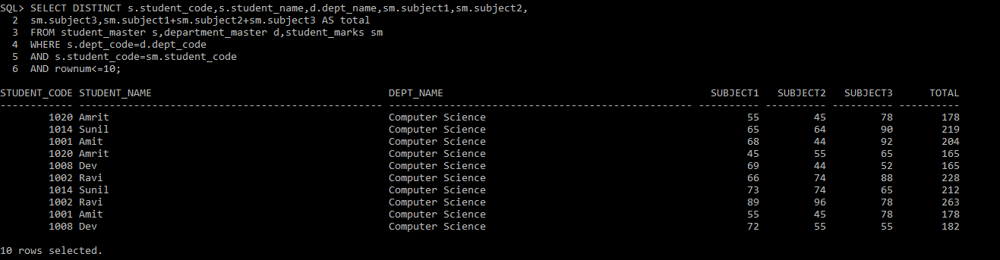 SQL> SELECT DISTINCT s.student_code,s.student_name,d.dept_name,sm.subject1,sm.subject2,
2 sm.subject3,sm.subject1+sm.subject2+sm.subject3 AS total
3 FROM student_master s,department_master d,student_marks sm
4 WHERE s.dept_code=d.dept_code
5 AND s.student_code=sm.student_code
6 AND rownum<=10;
STUDENT_CODE STUDENT_NAME DEPT_NAME SUBJECT1 SUBJECT2 SUBJECT3 TOTAL
------------ -------------------------------------------------- -------------------------------------------------- ---------- ---------- ---------- ----------
1020 Amrit Computer Science 55 45 78 178
1014 Sunil Computer Science 65 64 90 219
1001 Amit Computer Science 68 44 92 204
1020 Amrit Computer Science 45 55 65 165
1008 Dev Computer Science 69 44 52 165
1002 Ravi Computer Science 66 74 88 228
1014 Sunil Computer Science 73 74 65 212
1002 Ravi Computer Science 89 96 78 263
1001 Amit Computer Science 55 45 78 178
1008 Dev Computer Science 72 55 55 182
10 rows selected.